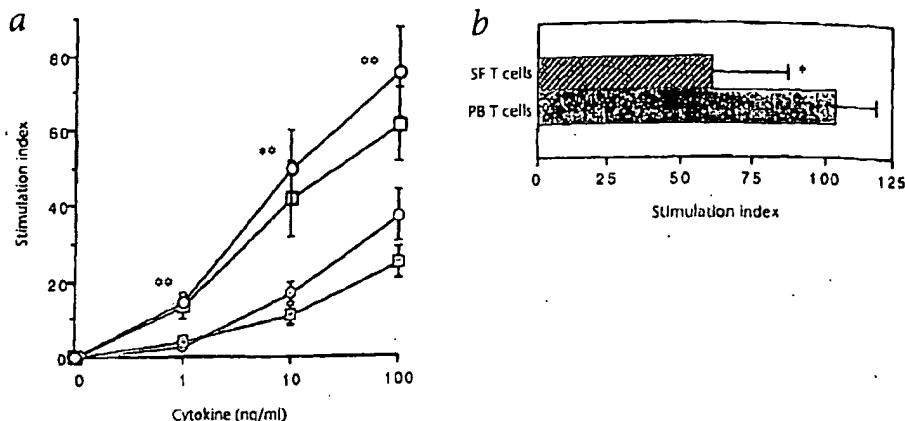 a
80
60
40
20
0
0 1 10 100
Stimulation index
Cytokine (ng/ml)
**
**
**
b
SF T cells
PB T cells
*
0 25 50 75 100 125
Stimulation index